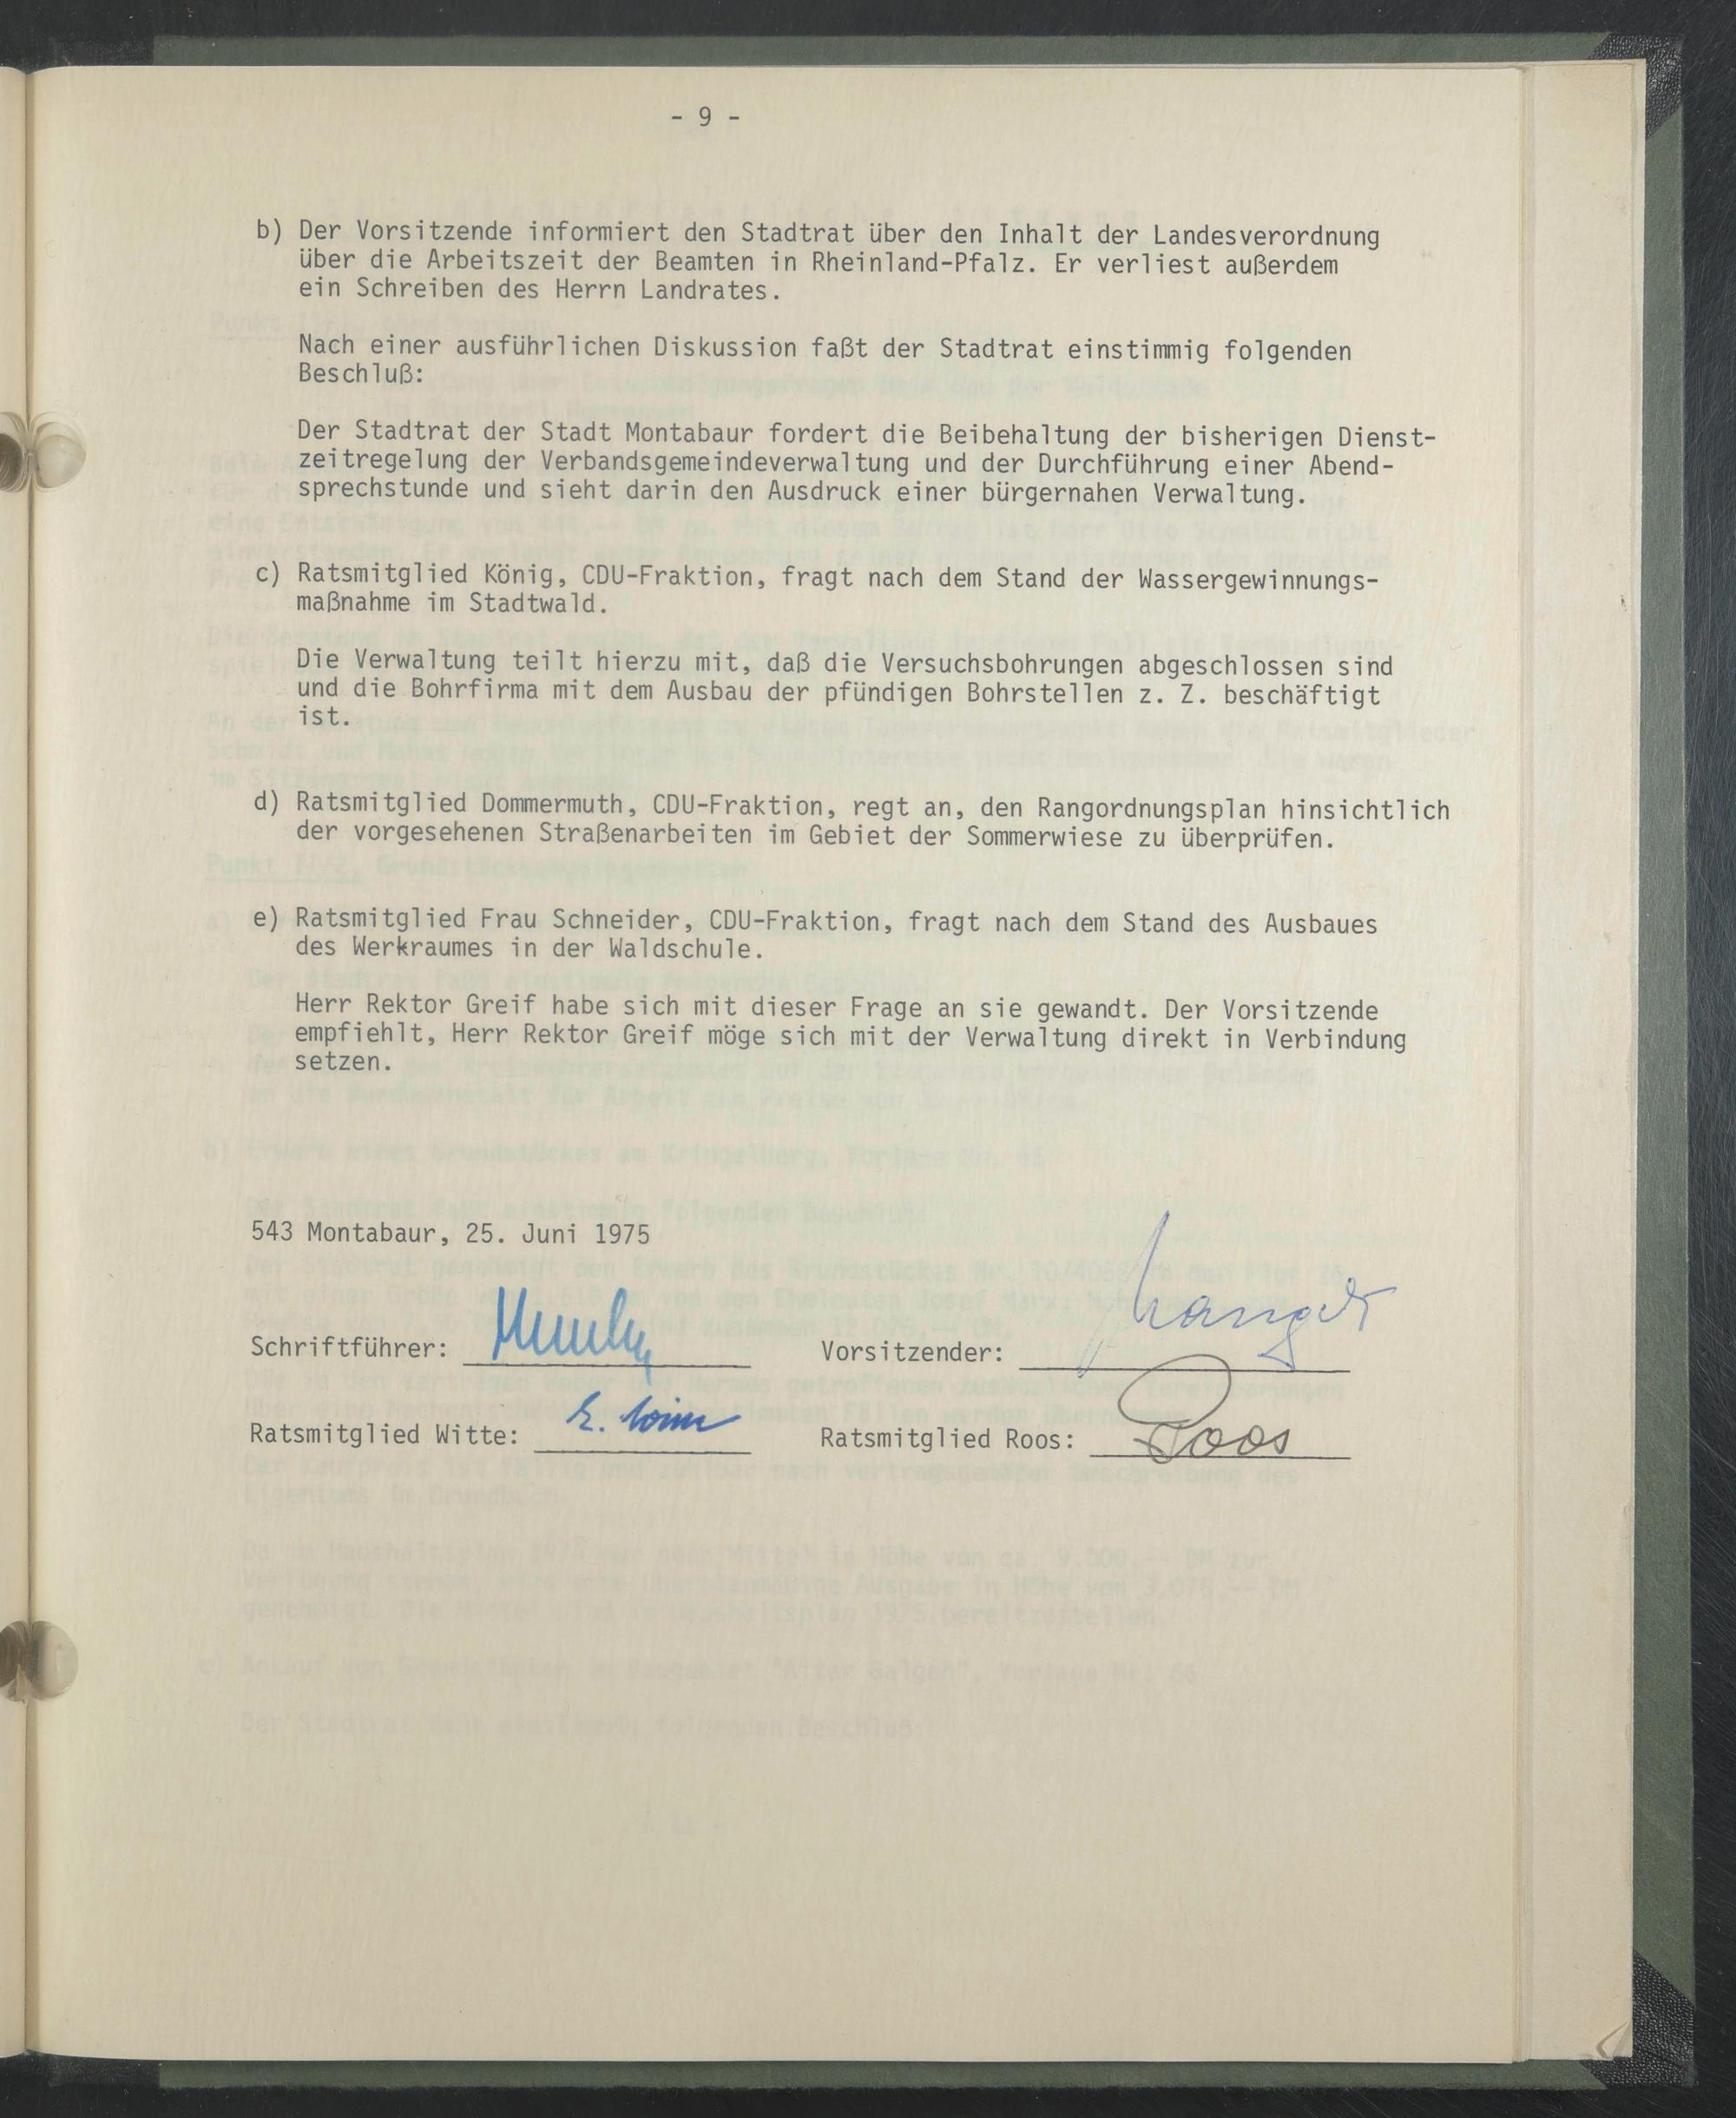 - 9 -
b) Der Vorsitzende informiert den Stadtrat über den Inhalt der Landesverordnung
über die Arbeitszeit der Beamten in Rheinland-Pfalz. Er verliest außerdem
ein Schreiben des Herrn Landrates.
Nach einer ausführlichen Diskussion faßt der Stadtrat einstimmig folgenden
Beschluß:
Der Stadtrat der Stadt Montabaur fordert die Beibehaltung der bisherigen Dienst-
zeitregelung der Verbandsgemeindeverwaltung und der Durchführung einer Abend-
sprechstunde und sieht darin den Ausdruck einer bürgernahen Verwaltung.
c) Ratsmitglied König, CDU-Fraktion, fragt nach dem Stand der Wassergewinnungs-
maßnahme im Stadtwald.
Die Verwaltung teilt hierzu mit, daß die Versuchsbohrungen abgeschlossen sind
und die Bohrfirma mit dem Ausbau der pfündigen Bohrstellen z. Z. beschäftigt
ist.
d) Ratsmitglied Dommermuth, CDU-Fraktion, regt an, den Rangordnungsplan hinsichtlich
der vorgesehenen Straßenarbeiten im Gebiet der Sommerwiese zu überprüfen.
e) Ratsmitglied Frau Schneider, CDU-Fraktion, fragt nach dem Stand des Ausbaues
des Werkraumes in der Waldschule.
Herr Rektor Greif habe sich mit dieser Frage an sie gewandt. Der Vorsitzende
empfiehlt, Herr Rektor Greif möge sich mit der Verwaltung direkt in Verbindung
setzen.
543 Montabaur, 25. Juni 1975
Schriftführer: Vorsitzender:
Ratsmitglied Witte: Ratsmitglied Roos: Roos